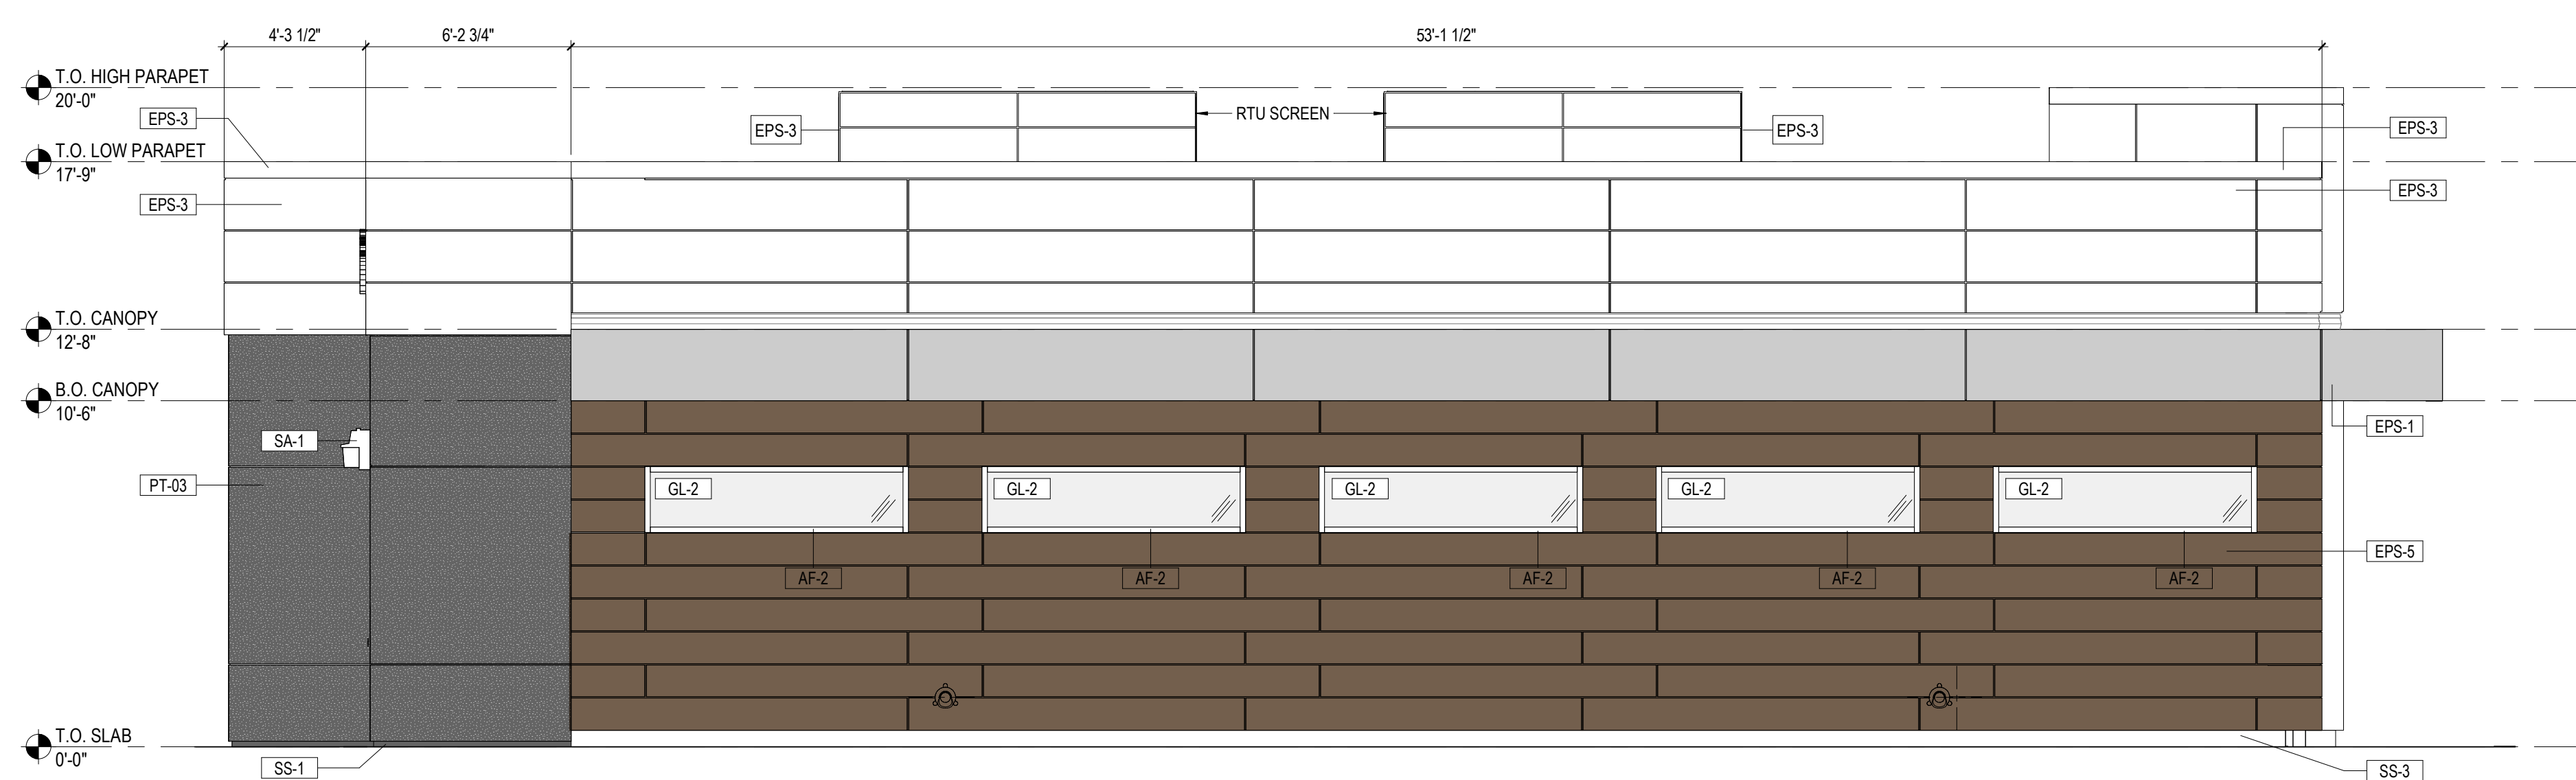 4'-3 1/2" 6'-2 3/4" 53'-1 1/2"
T.O. HIGH PARAPET
20'-0"
EPS-3
EPS-3
RTU SCREEN
EPS-3
EPS-3
T.O. LOW PARAPET
17'-9"
EPS-3
EPS-3
T.O. CANOPY
12'-8"
B.O. CANOPY
10'-6"
EPS-1
SA-1
PT-03
GL-2 GL-2 GL-2 GL-2 GL-2
EPS-5
AF-2 AF-2 AF-2 AF-2 AF-2
T.O. SLAB
0'-0"
SS-1
SS-3